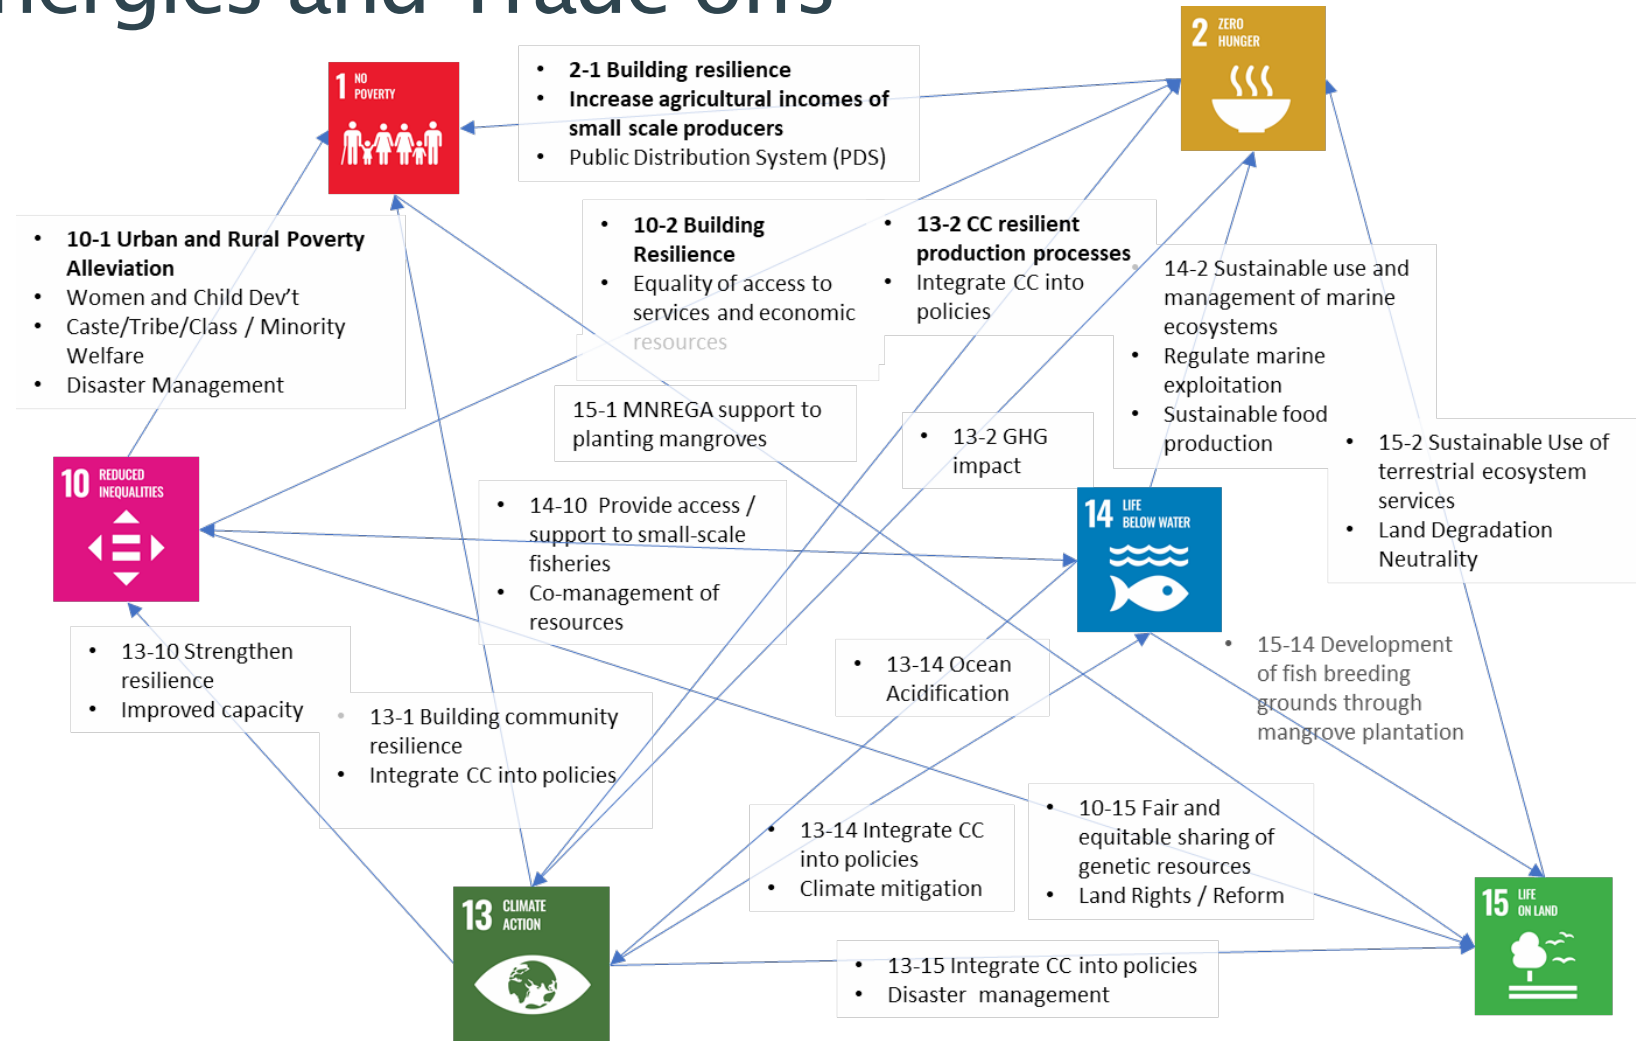 and Trade offs
2 ZERO
HUNGER
1 NO
POVERTY
• 2-1 Building resilience
• Increase agricultural incomes of
small scale producers
• Public Distribution System (PDS)
• 10-1 Urban and Rural Poverty
Alleviation
• Women and Child Dev’t
• Caste/Tribe/Class / Minority
Welfare
• Disaster Management
• 10-2 Building
Resilience
• Equality of access to
services and economic
resources
• 13-2 CC resilient
production processes
• Integrate CC into
policies
• 14-2 Sustainable use and
management of marine
ecosystems
• Regulate marine
exploitation
• Sustainable food
production
15-1 MNREGA support to
planting mangroves
• 13-2 GHG
impact
• 15-2 Sustainable Use of
terrestrial ecosystem
services
• Land Degradation
Neutrality
10 REDUCED
INEQUALITIES
• 14-10 Provide access /
support to small-scale
fisheries
• Co-management of
resources
14 LIFE
BELOW WATER
• 13-10 Strengthen
resilience
• Improved capacity
• 13-1 Building community
resilience
• Integrate CC into policies
• 13-14 Ocean
Acidification
• 15-14 Development
of fish breeding
grounds through
mangrove plantation
• 13-14 Integrate CC
into policies
• Climate mitigation
• 10-15 Fair and
equitable sharing of
genetic resources
• Land Rights / Reform
13 CLIMATE
ACTION
15 LIFE
ON LAND
• 13-15 Integrate CC into policies
• Disaster management